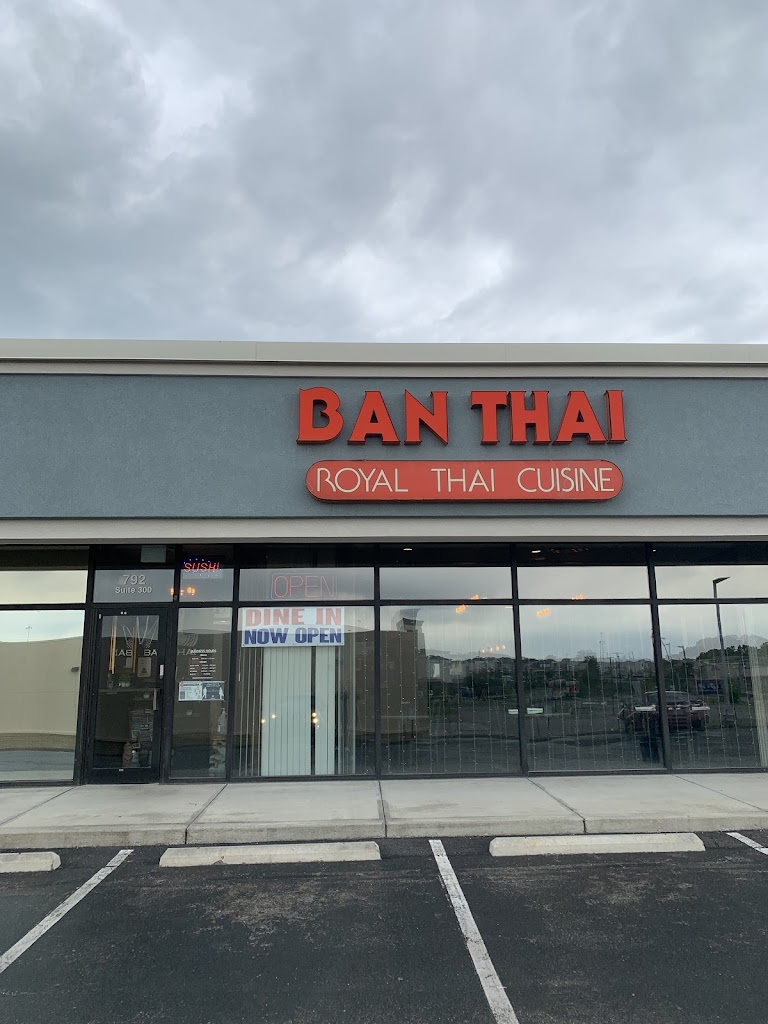 BAN THAI
ROYAL THAI CUISINE
SUSHI
792
Suite 300
OPEN
DINE IN
NOW OPEN